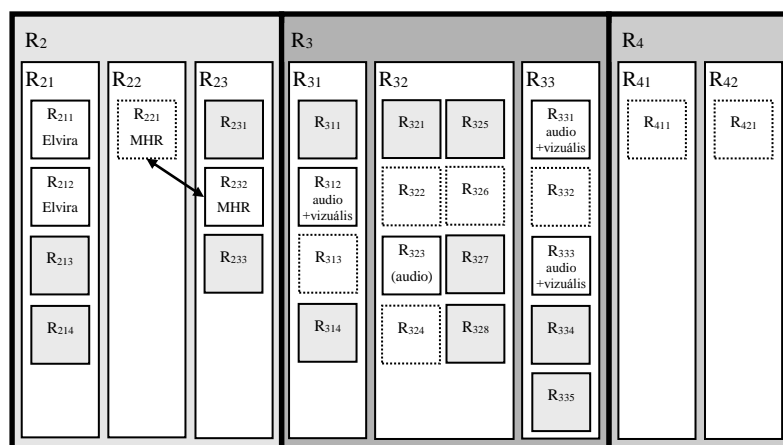 R2
R3
R4
R21
R22
R23
R31
R32
R33
R41
R42
R211
Elvira
R212
Elvira
R213
R214
R221
MHR
R231
R232
MHR
R233
R311
R312
audio
+vizuális
R313
R314
R321
R325
R322
R326
R323
(audio)
R327
R324
R328
R331
audio
+vizuális
R332
R333
audio
+vizuális
R334
R335
R411
R421